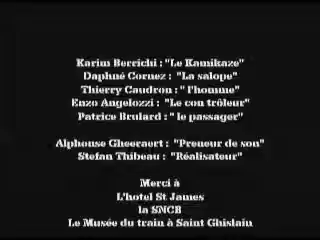 Karim Berrichi : "Le Kamikaze"
Daphné Cornez : "La salope"
Thierry Caudron : " l'homme"
Enzo Angelozzi : "Le con trôleur"
Patrice Brulard : " le passager"
Alphonse Gheeraert : "Preneur de son"
Stefan Thibeau : "Réalisateur"
Merci à
L'hotel St James
la SNCB
Le Musée du train à Saint Ghislain